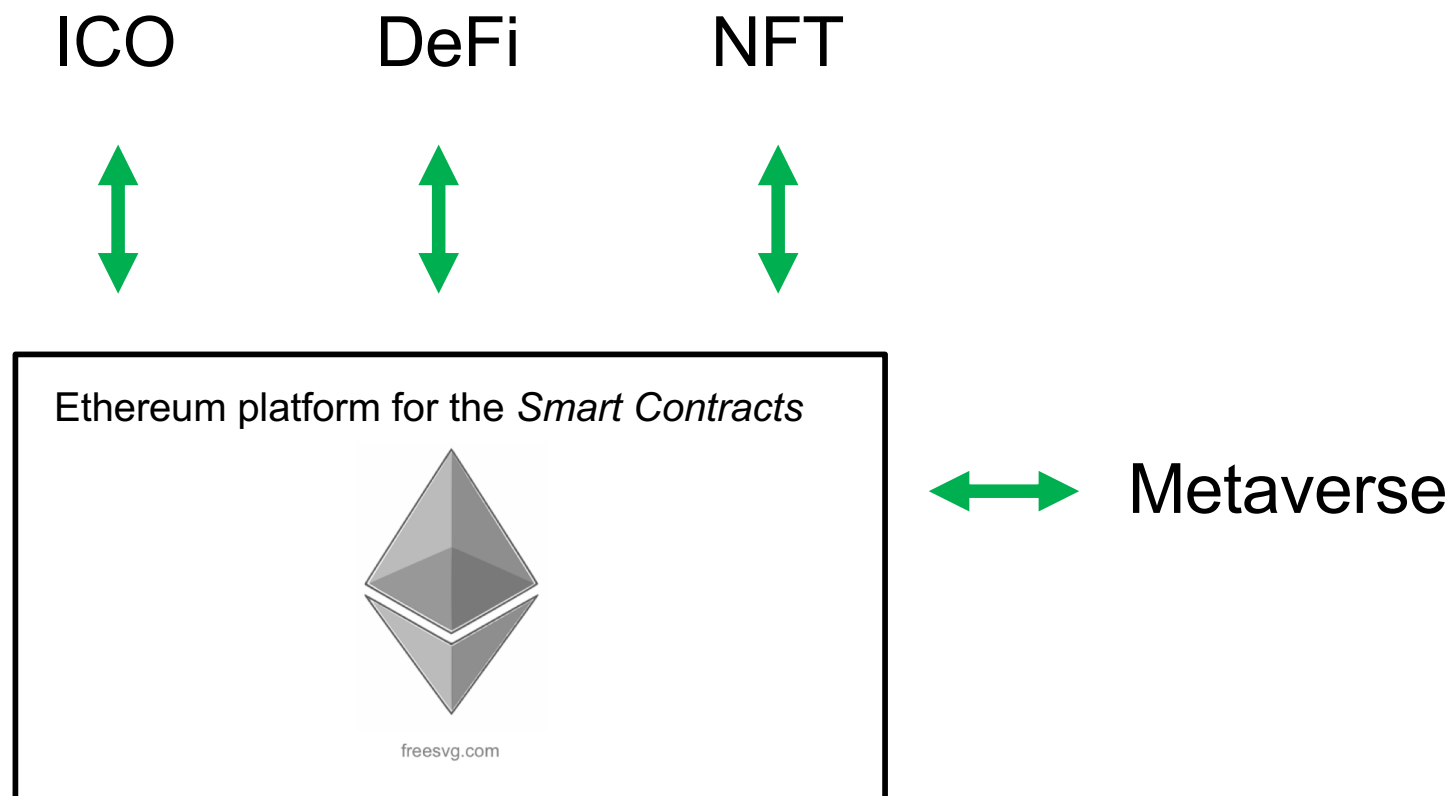 ICO DeFi NFT
Ethereum platform for the Smart Contracts
Metaverse
freesvg.com